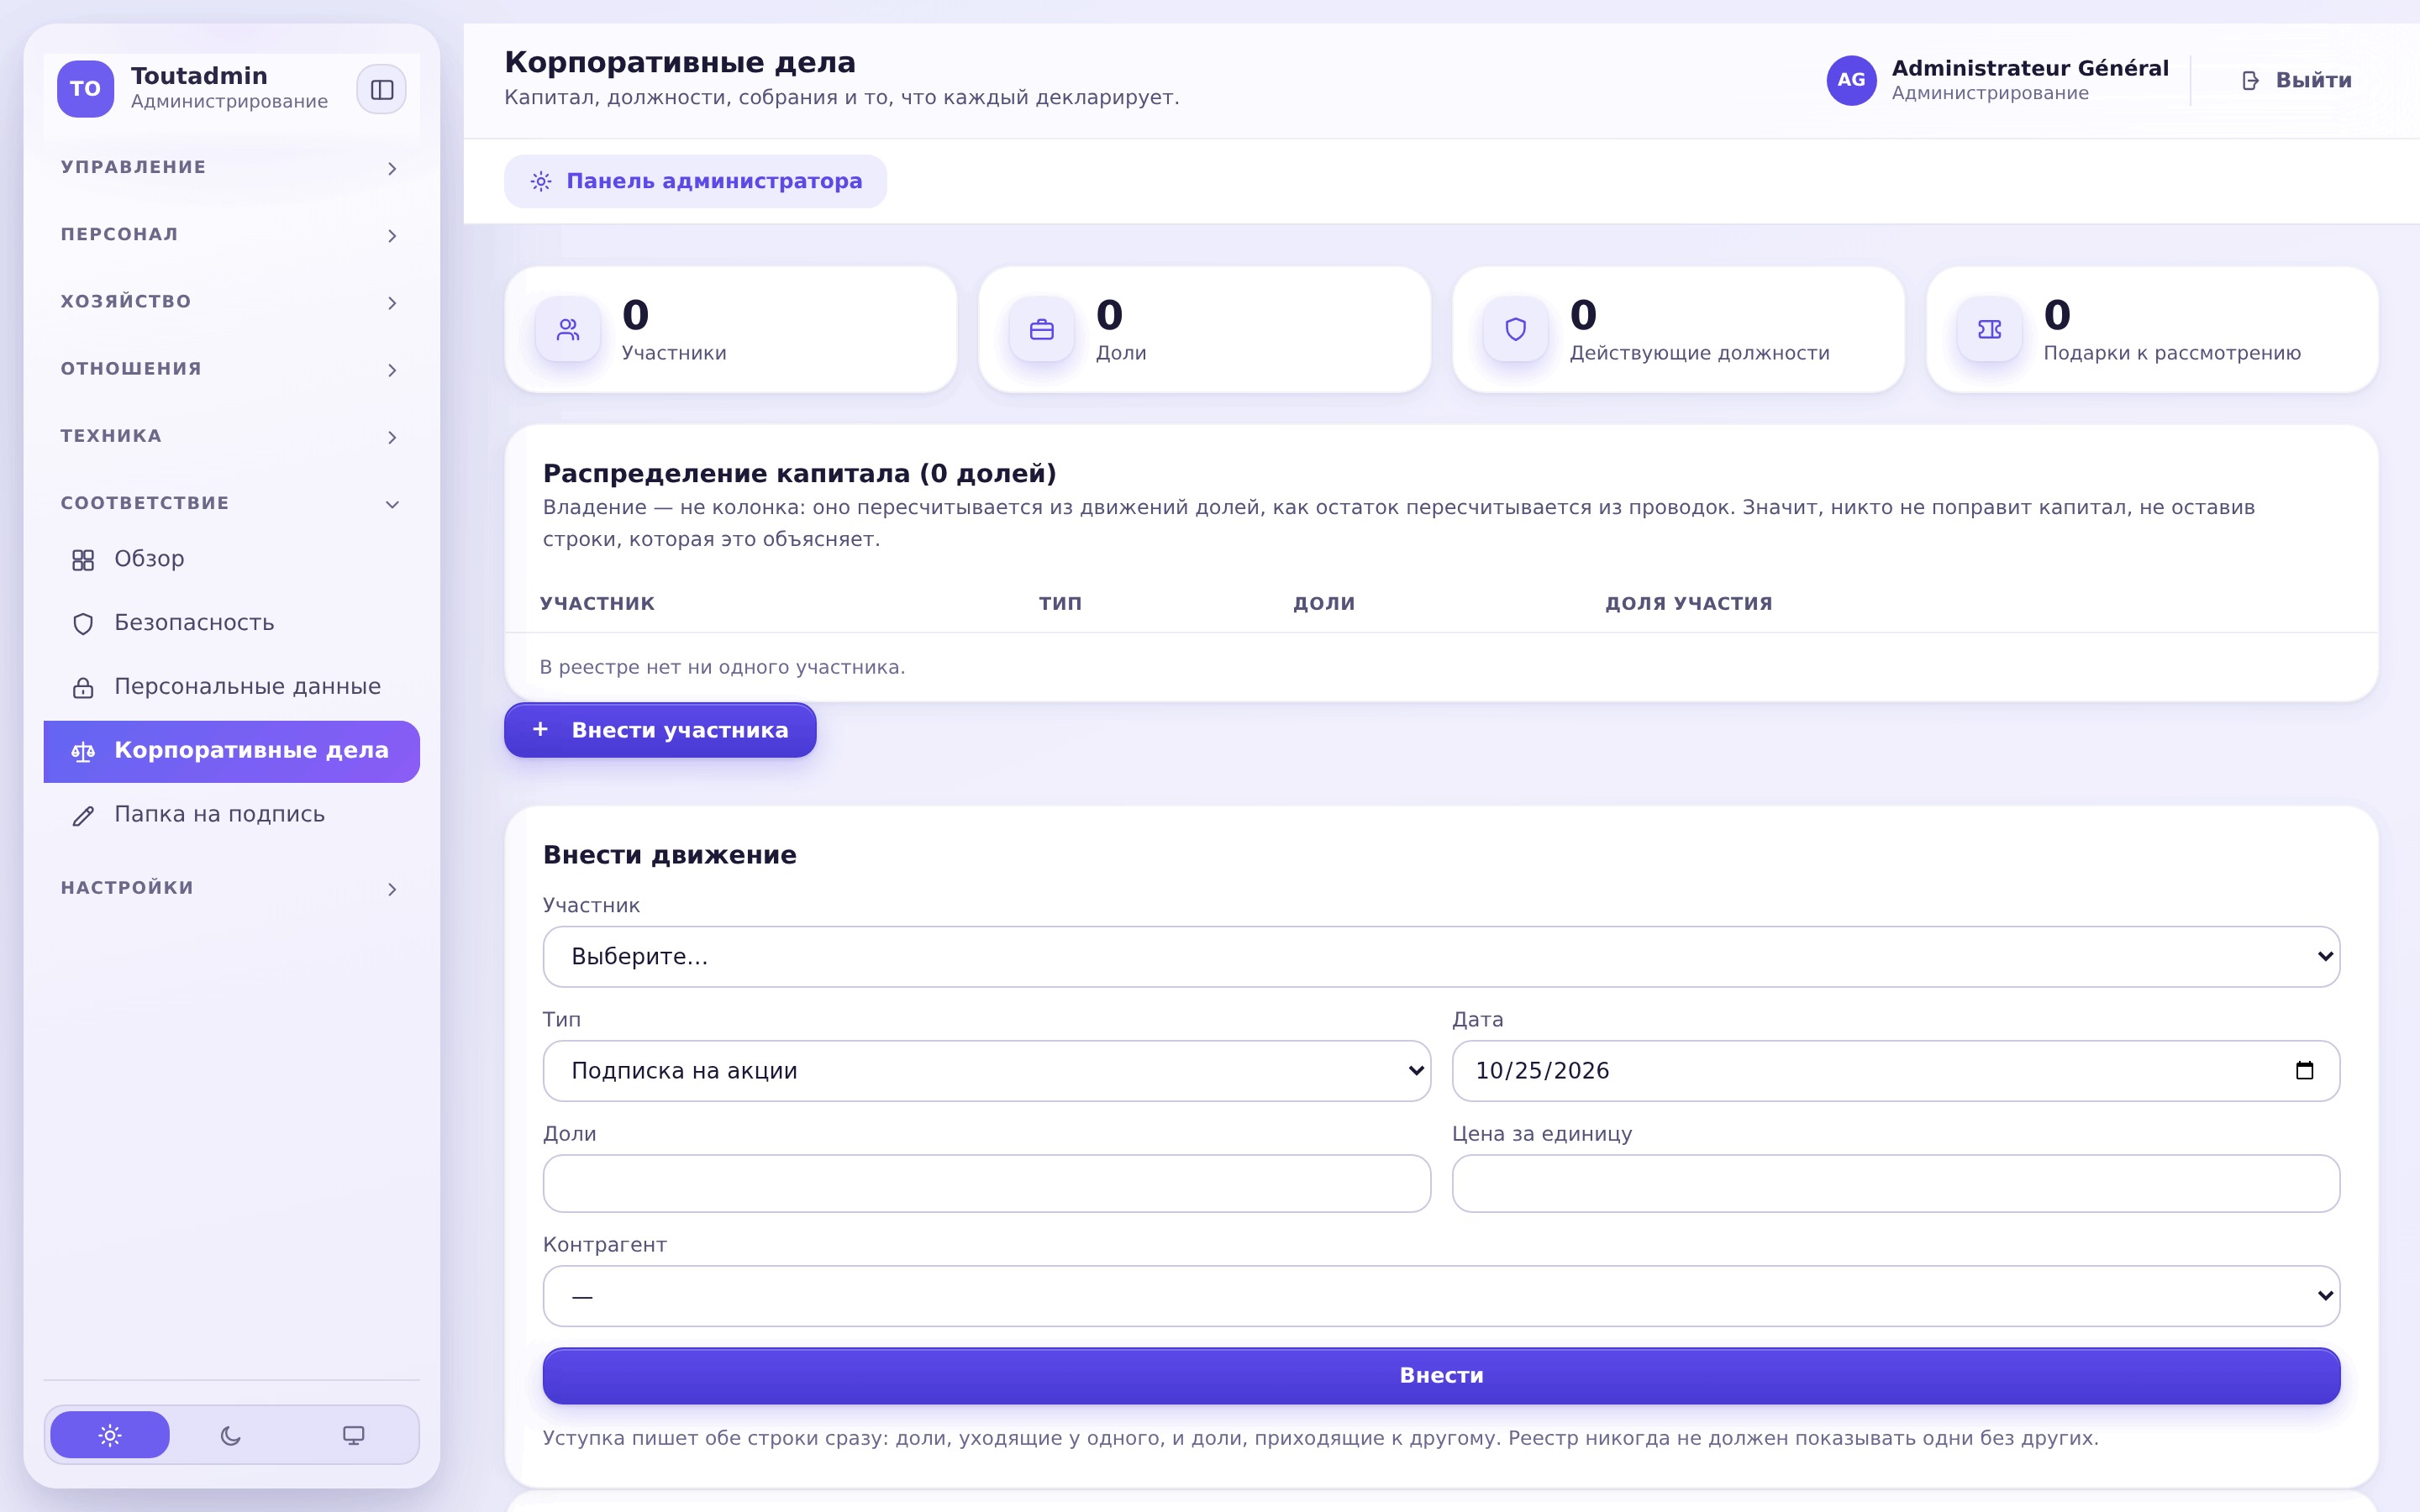 TO
Toutadmin
Администрирование
УПРАВЛЕНИЕ
ПЕРСОНАЛ
ХОЗЯЙСТВО
ОТНОШЕНИЯ
ТЕХНИКА
СООТВЕТСТВИЕ
Обзор
Безопасность
Персональные данные
Корпоративные дела
Папка на подпись
НАСТРОЙКИ
Корпоративные дела
Капитал, должности, собрания и то, что каждый декларирует.
AG
Administrateur Général
Администрирование
Выйти
Панель администратора
0
Участники
0
Доли
0
Действующие должности
0
Подарки к рассмотрению
Распределение капитала (0 долей)
Владение — не колонка: оно пересчитывается из движений долей, как остаток пересчитывается из проводок. Значит, никто не поправит капитал, не оставив
строки, которая это объясняет.
УЧАСТНИК ТИП ДОЛИ ДОЛЯ УЧАСТИЯ
В реестре нет ни одного участника.
+ Внести участника
Внести движение
Участник
Выберите...
Тип Дата
Подписка на акции 10/25/2026
Доли Цена за единицу
Контрагент
—
Внести
Уступка пишет обе строки сразу: доли, уходящие у одного, и доли, приходящие к другому. Реестр никогда не должен показывать одни без других.